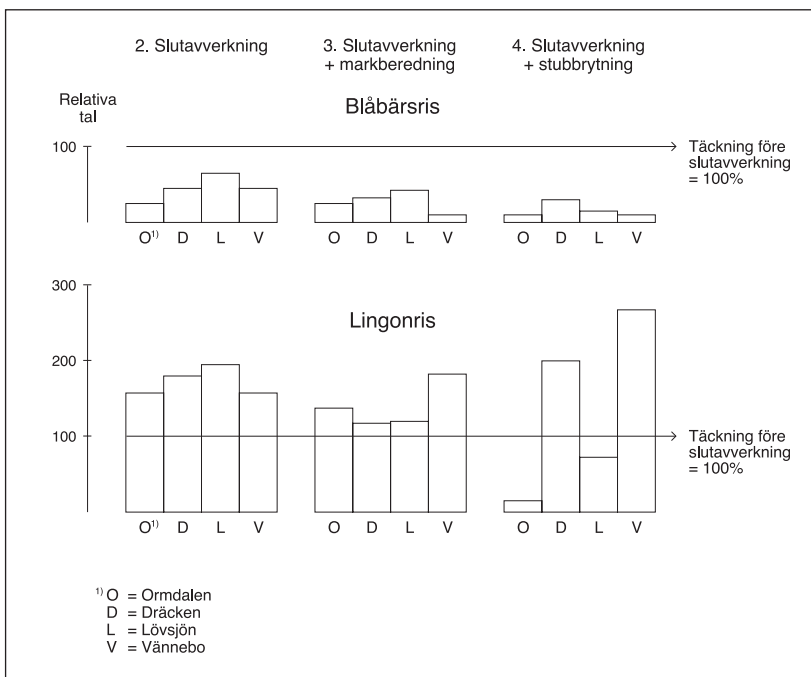 2. Slutavverkning 3. Slutavverkning 4. Slutavverkning
+ markberedning + stubbrytning
Relativa
tal
Blåbärsris
100
Täckning före
slutavverkning
= 100%
O1) D L V O D L V O D L V
300
Lingonris
200
100
Täckning före
slutavverkning
= 100%
O1) D L V O D L V O D L V
1) O = Ormdalen
D = Dräcken
L = Lövsjön
V = Vännebo